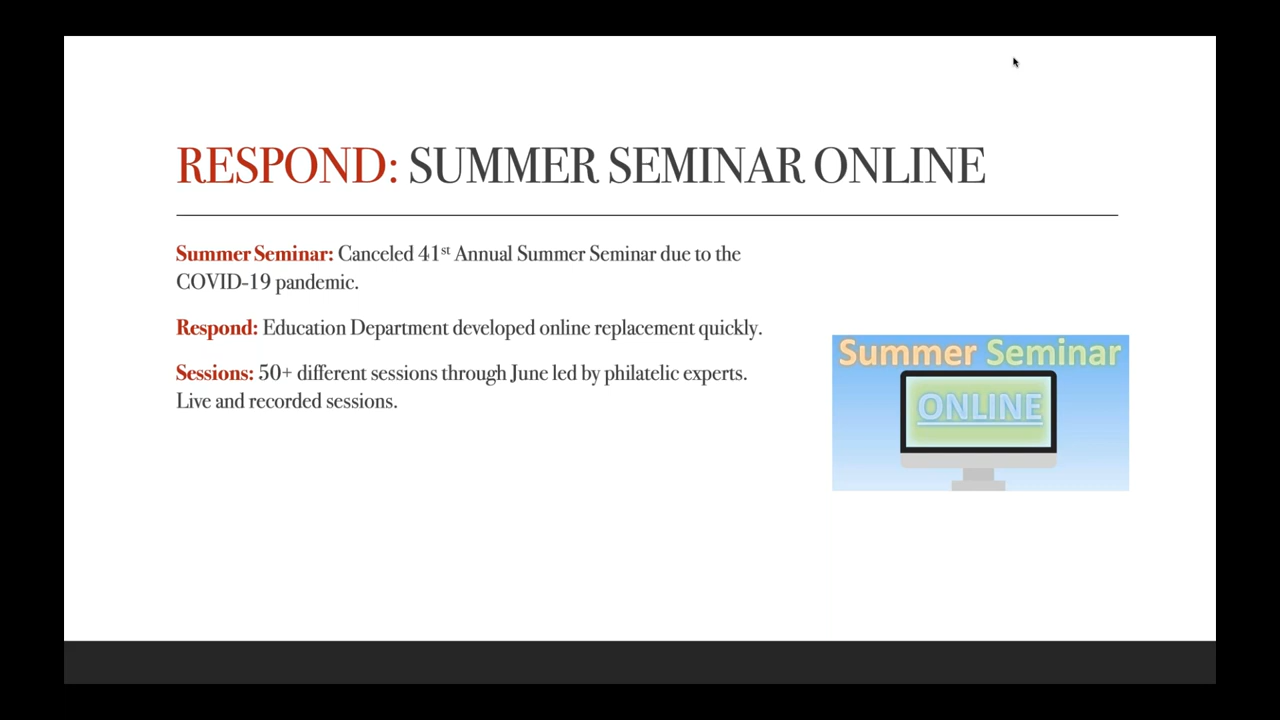 RESPOND: SUMMER SEMINAR ONLINE
Summer Seminar: Canceled 41st Annual Summer Seminar due to the
COVID-19 pandemic.
Respond: Education Department developed online replacement quickly.
Sessions: 50+ different sessions through June led by philatelic experts.
Live and recorded sessions.
Summer Seminar
ONLINE